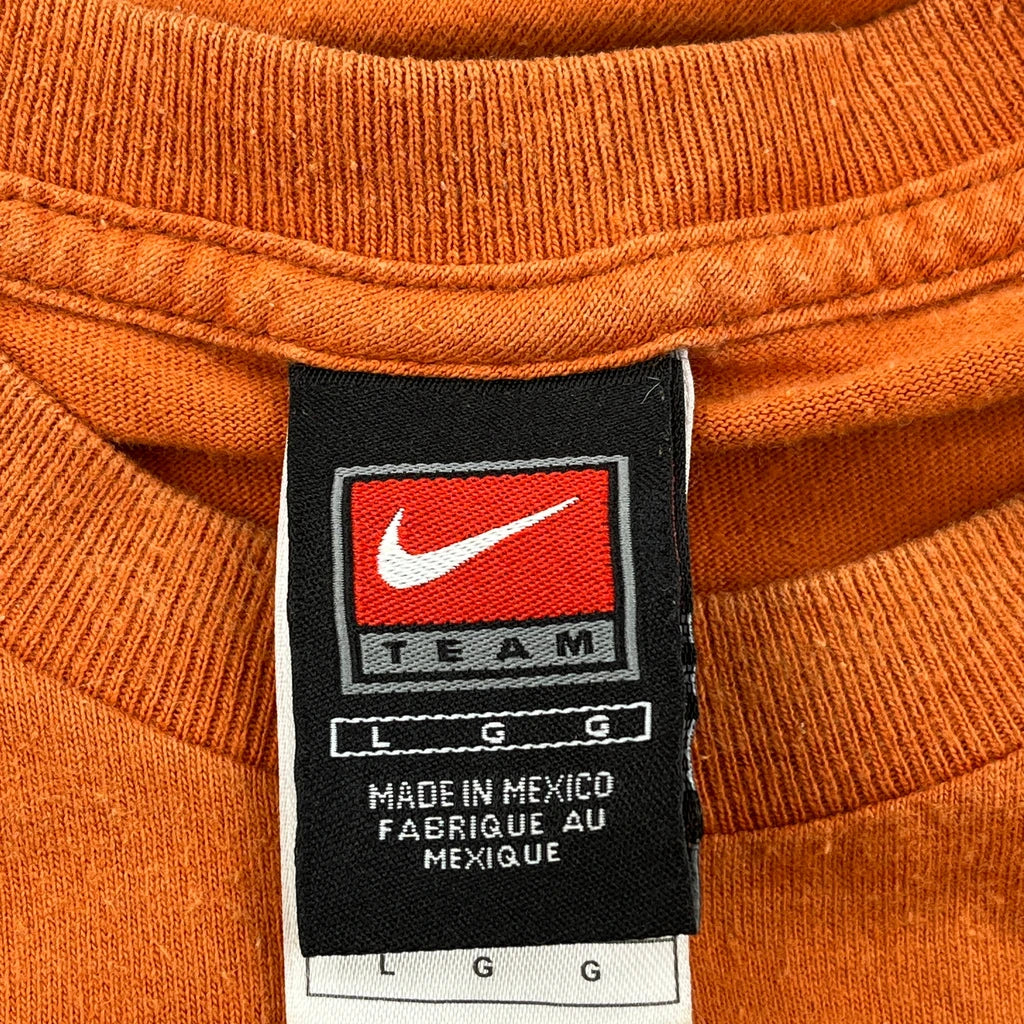 TEAM
L G G
MADE IN MEXICO
FABRIQUE AU
MEXIQUE
L G G